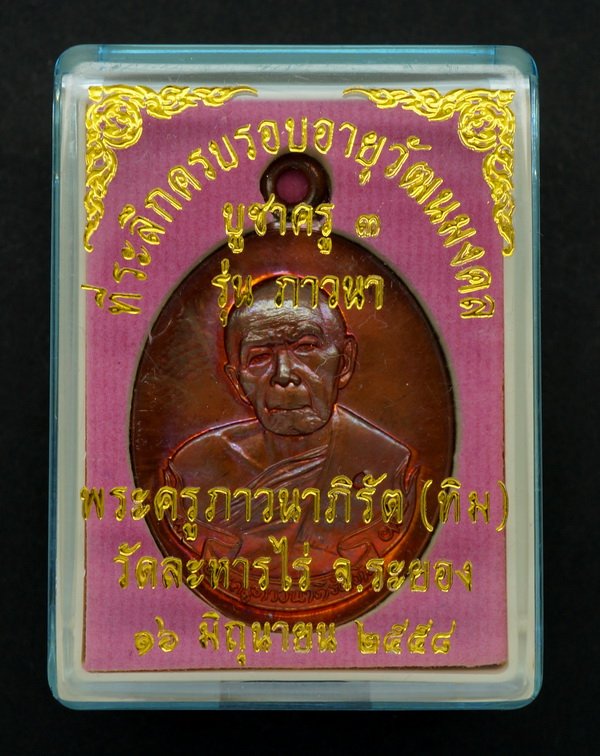 ที่ระลึกครบรอบอายุวัฒนมงคล
บูชาครู ๓
รุ่น ภาวนา
พระครูภาวนาภิรัต (ทิม)
วัดละหารไร่ จ.ระยอง
๑๖ มิถุนายน ๒๕๕๘